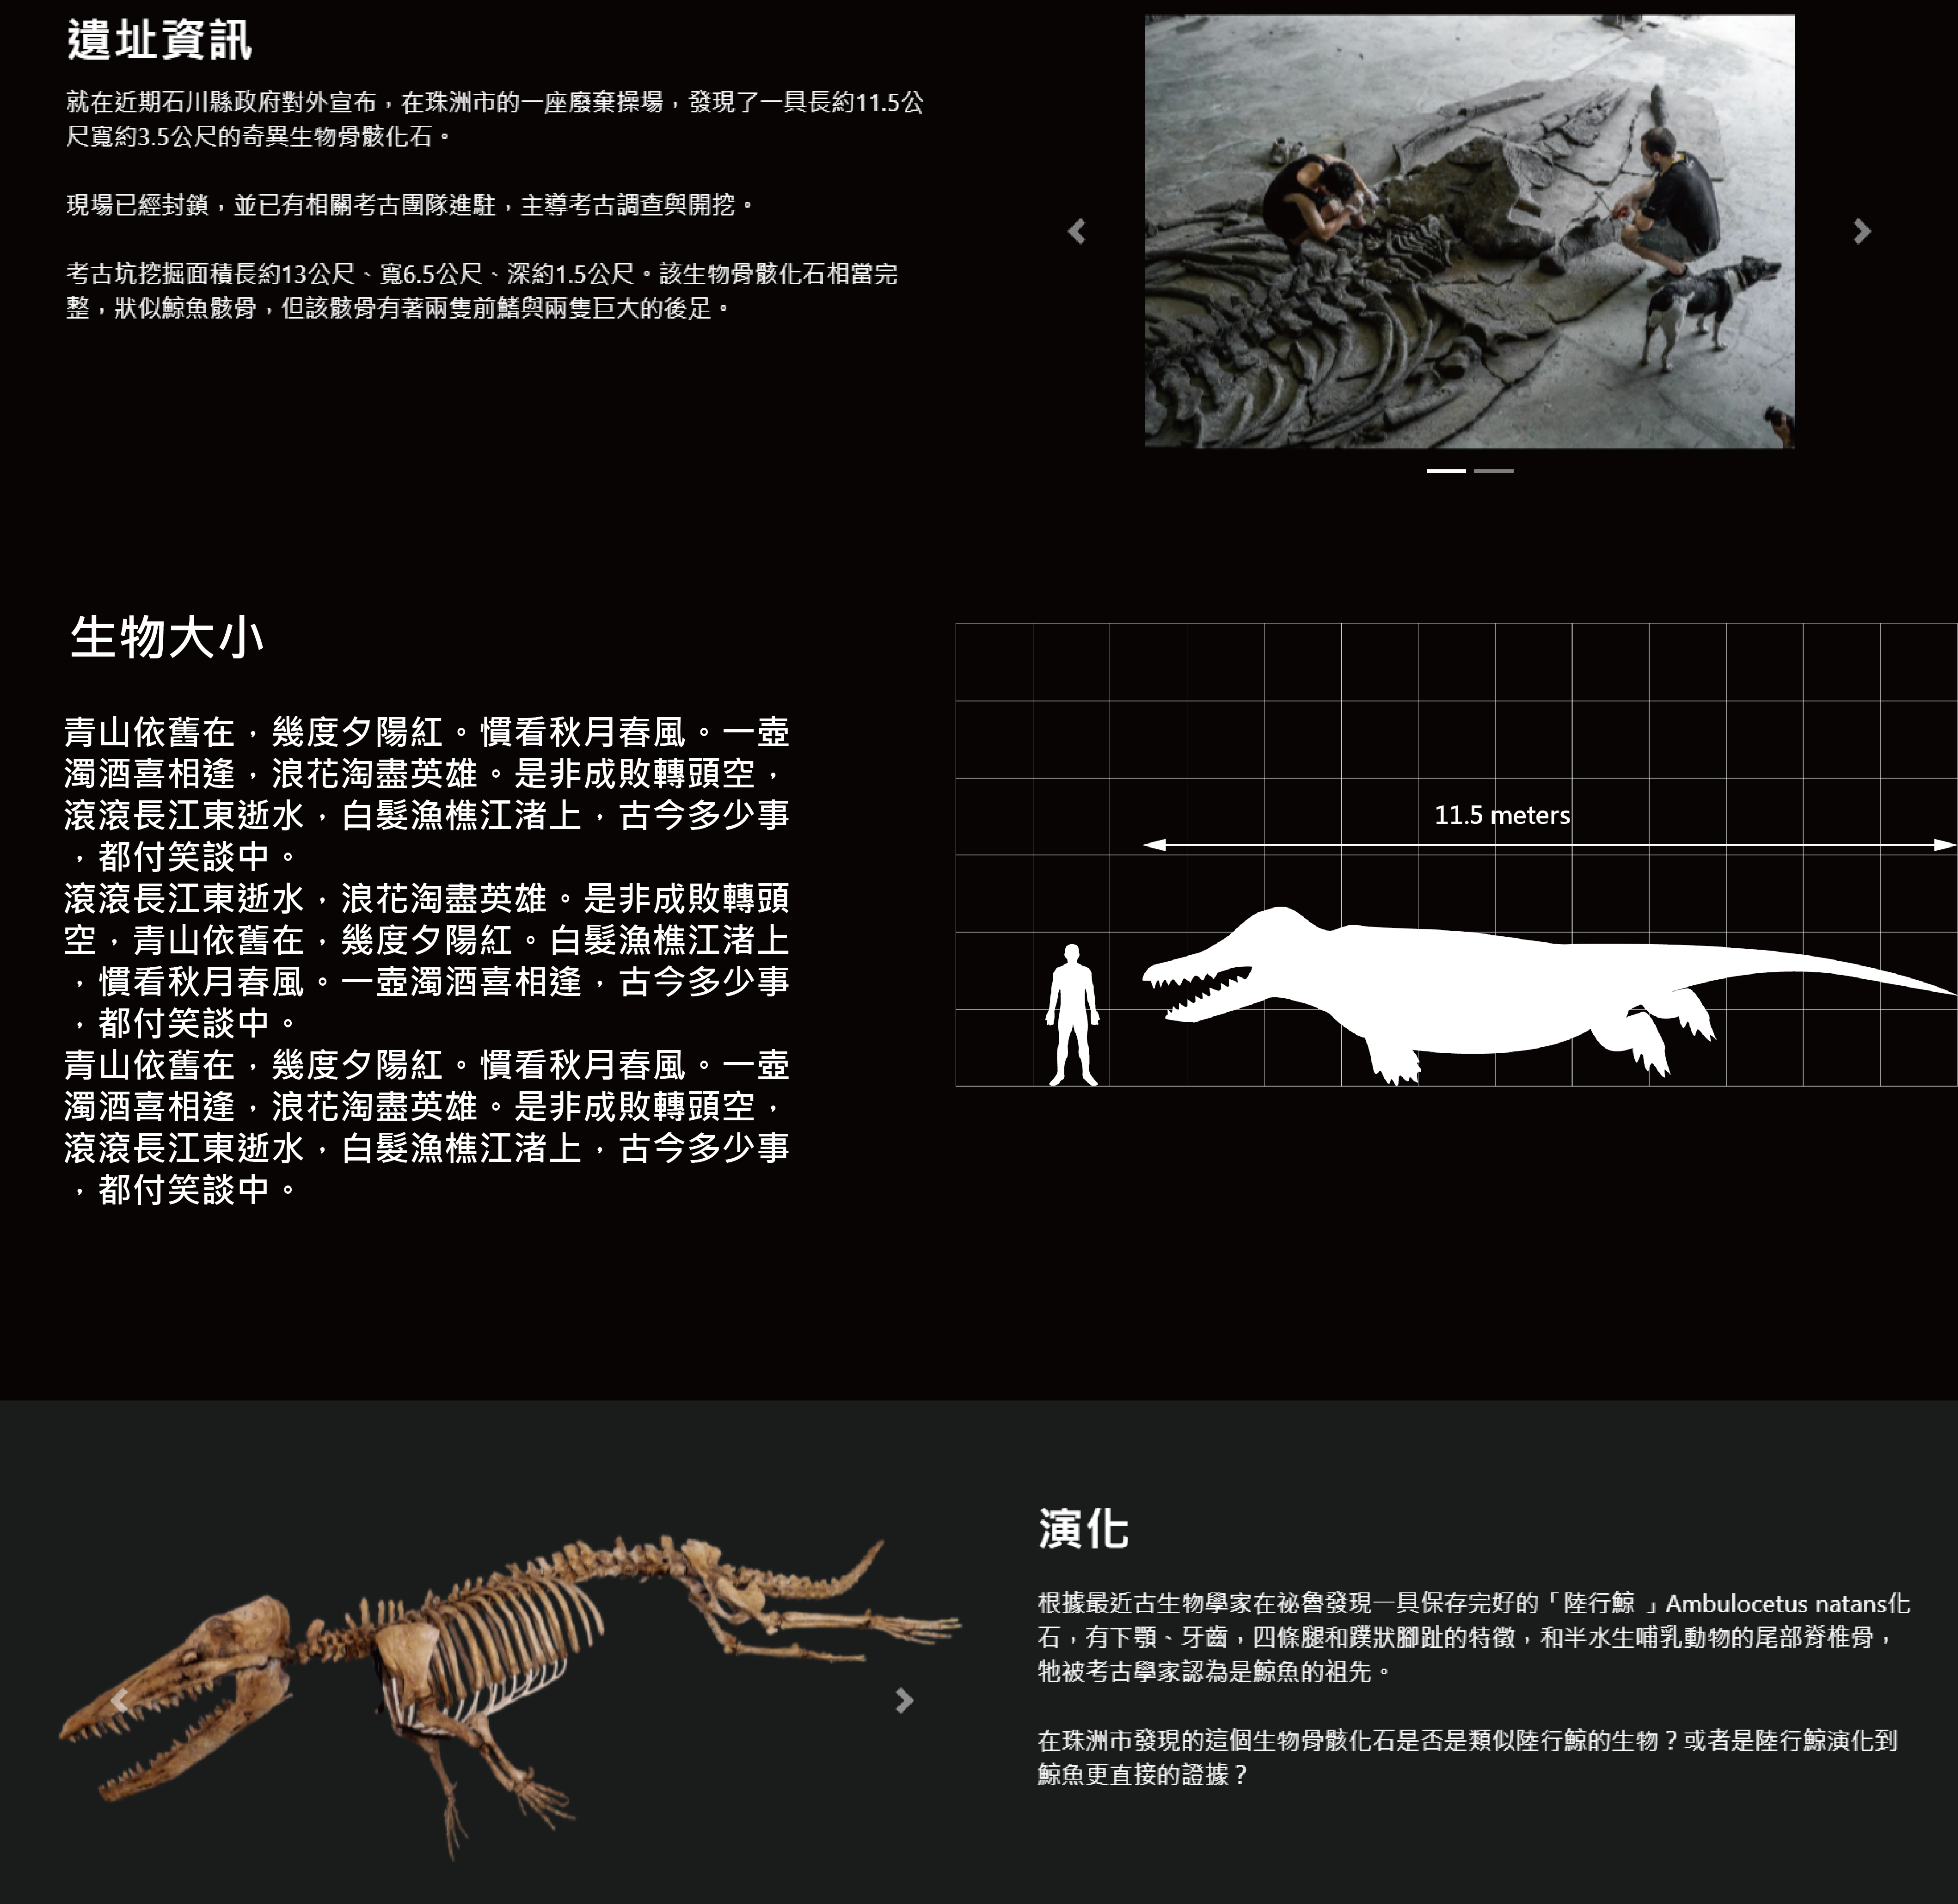 遺址資訊
就在近期石川縣政府對外宣布，在珠洲市的一座廢棄操場，發現了一具長約11.5公
尺寬約3.5公尺的奇異生物骨骸化石。
現場已經封鎖，並已有相關考古團隊進駐，主導考古調查與開挖。
考古坑挖掘面積長約13公尺、寬6.5公尺、深約1.5公尺。該生物骨骸化石相當完
整，狀似鯨魚骸骨，但該骸骨有著兩隻前鰭與兩隻巨大的後足。
生物大小
青山依舊在，幾度夕陽紅。慣看秋月春風。一壺
濁酒喜相逢，浪花淘盡英雄。是非成敗轉頭空，
滾滾長江東逝水，白髮漁樵江渚上，古今多少事
，都付笑談中。
滾滾長江東逝水，浪花淘盡英雄。是非成敗轉頭
空，青山依舊在，幾度夕陽紅。白髮漁樵江渚上
，慣看秋月春風。一壺濁酒喜相逢，古今多少事
，都付笑談中。
青山依舊在，幾度夕陽紅。慣看秋月春風。一壺
濁酒喜相逢，浪花淘盡英雄。是非成敗轉頭空，
滾滾長江東逝水，白髮漁樵江渚上，古今多少事
，都付笑談中。
11.5 meters
演化
根據最近古生物學家在祕魯發現一具保存完好的「陸行鯨 」Ambulocetus natans化
石，有下顎、牙齒，四條腿和蹼狀腳趾的特徵，和半水生哺乳動物的尾部脊椎骨，
牠被考古學家認為是鯨魚的祖先。
在珠洲市發現的這個生物骨骸化石是否是類似陸行鯨的生物？或者是陸行鯨演化到
鯨魚更直接的證據？